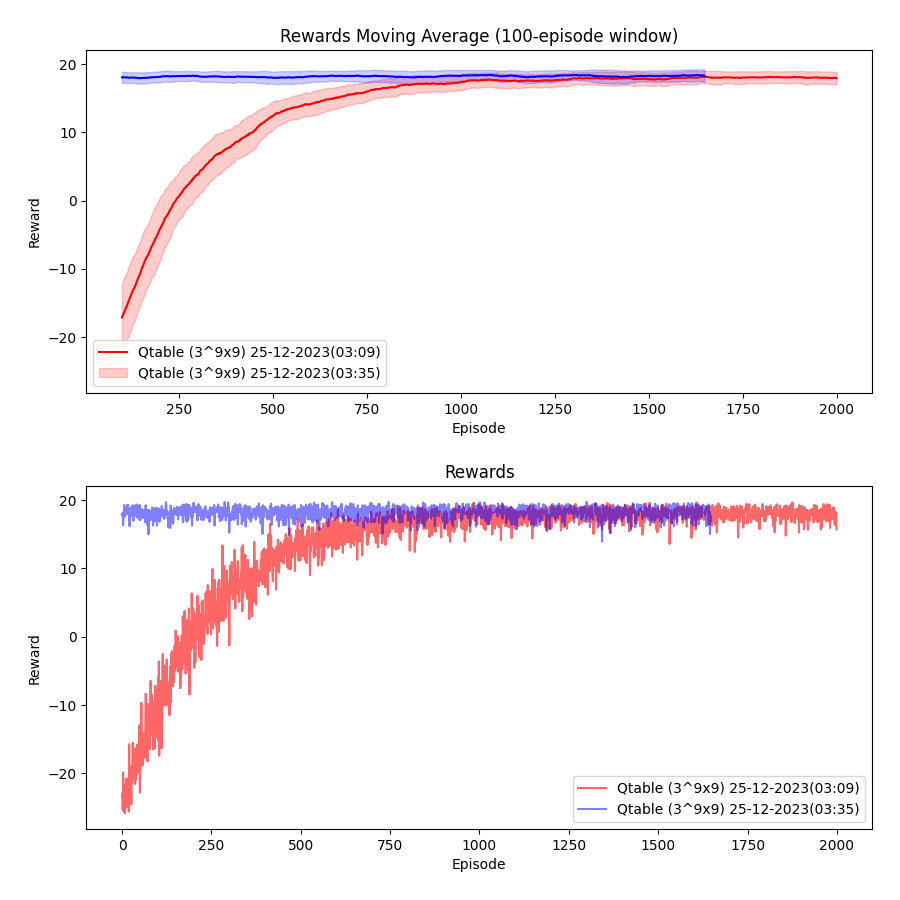 Rewards Moving Average (100-episode window)
20
10
0
−10
−20
Reward
Qtable (3^9x9) 25-12-2023(03:09)
Qtable (3^9x9) 25-12-2023(03:35)
250 500 750 1000 1250 1500 1750 2000
Episode
Rewards
20
10
0
−10
−20
Reward
Qtable (3^9x9) 25-12-2023(03:09)
Qtable (3^9x9) 25-12-2023(03:35)
0 250 500 750 1000 1250 1500 1750 2000
Episode